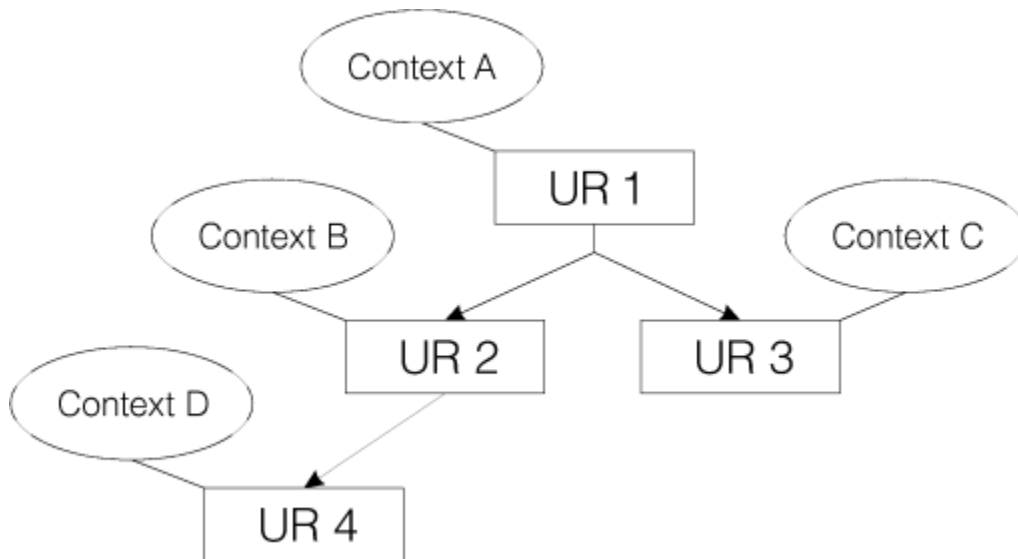 Context A
UR 1
Context B
Context C
UR 2
UR 3
Context D
UR 4